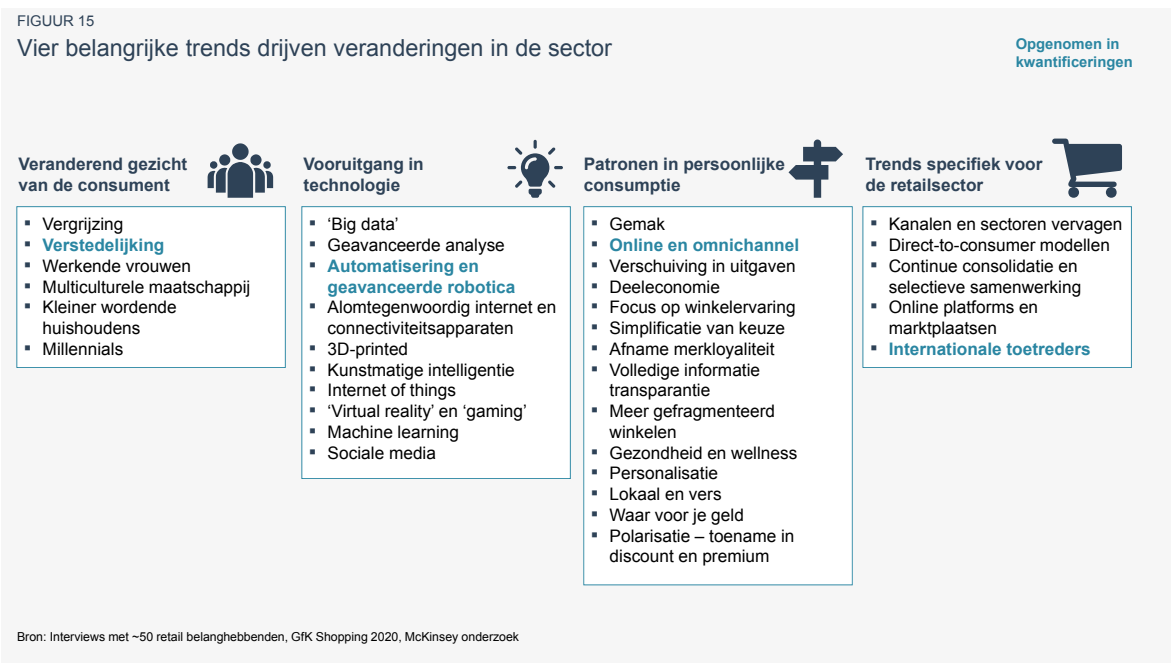 FIGUUR 15
Vier belangrijke trends drijven veranderingen in de sector
Opgenomen in
kwantificeringen
Veranderend gezicht
van de consument
▪ Vergrijzing
▪ Verstedelijking
▪ Werkende vrouwen
▪ Multiculturele maatschappij
▪ Kleiner wordende
huishoudens
▪ Millennials
Vooruitgang in
technologie
▪ ‘Big data’
▪ Geavanceerde analyse
▪ Automatisering en
geavanceerde robotica
▪ Alomtegenwoordig internet en
connectiviteitsapparaten
▪ 3D-printed
▪ Kunstmatige intelligentie
▪ Internet of things
▪ ‘Virtual reality’ en ‘gaming’
▪ Machine learning
▪ Sociale media
Patronen in persoonlijke
consumptie
▪ Gemak
▪ Online en omnichannel
▪ Verschuiving in uitgaven
▪ Deeleconomie
▪ Focus op winkelervaring
▪ Simplificatie van keuze
▪ Afname merkloyaliteit
▪ Volledige informatie
transparantie
▪ Meer gefragmenteerd
winkelen
▪ Gezondheid en wellness
▪ Personalisatie
▪ Lokaal en vers
▪ Waar voor je geld
▪ Polarisatie – toename in
discount en premium
Trends specifiek voor
de retailsector
▪ Kanalen en sectoren vervagen
▪ Direct-to-consumer modellen
▪ Continue consolidatie en
selectieve samenwerking
▪ Online platforms en
marktplaatsen
▪ Internationale toetreders
Bron: Interviews met ~50 retail belanghebbenden, GfK Shopping 2020, McKinsey onderzoek